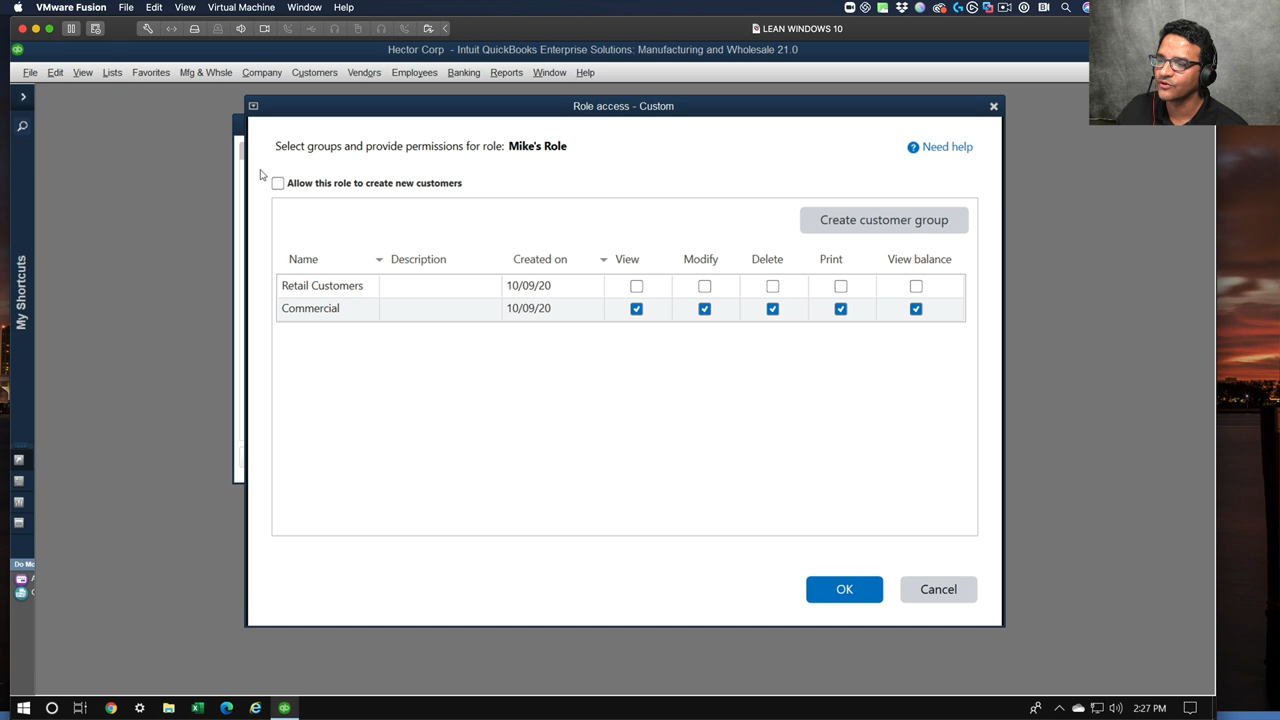 VMware Fusion File Edit View Virtual Machine Window Help
LEAN WINDOWS 10
Hector Corp - Intuit QuickBooks Enterprise Solutions: Manufacturing and Wholesale 21.0
File Edit View Lists Favorites Mfg & Whsle Company Customers Vendors Employees Banking Reports Window Help
Role access - Custom
Select groups and provide permissions for role: Mike's Role
Need help
Allow this role to create new customers
Create customer group
Name Description Created on View Modify Delete Print View balance
Retail Customers 10/09/20
Commercial 10/09/20
My Shortcuts
Do Mo
OK Cancel
2:27 PM